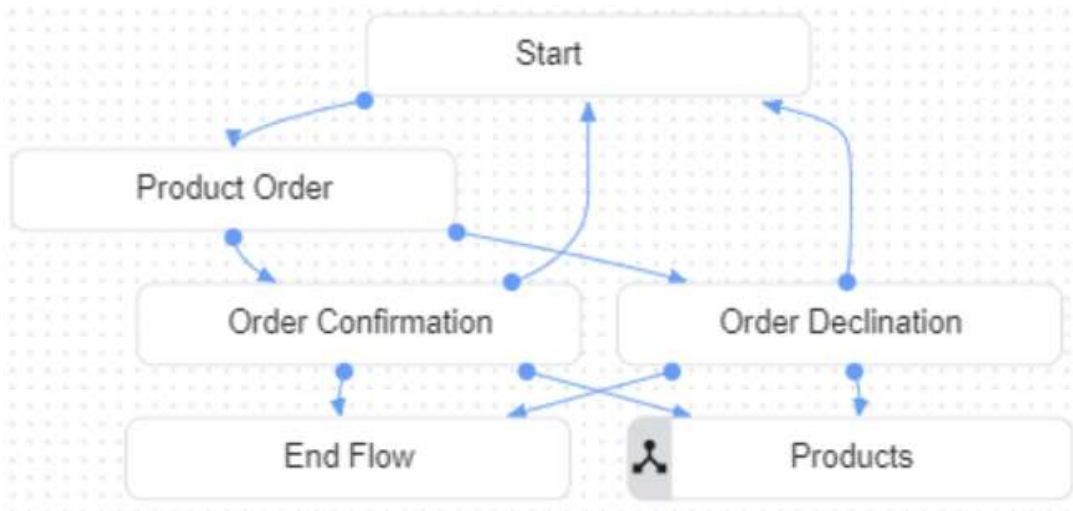 Start
Product Order
Order Confirmation
Order Declination
End Flow
Products